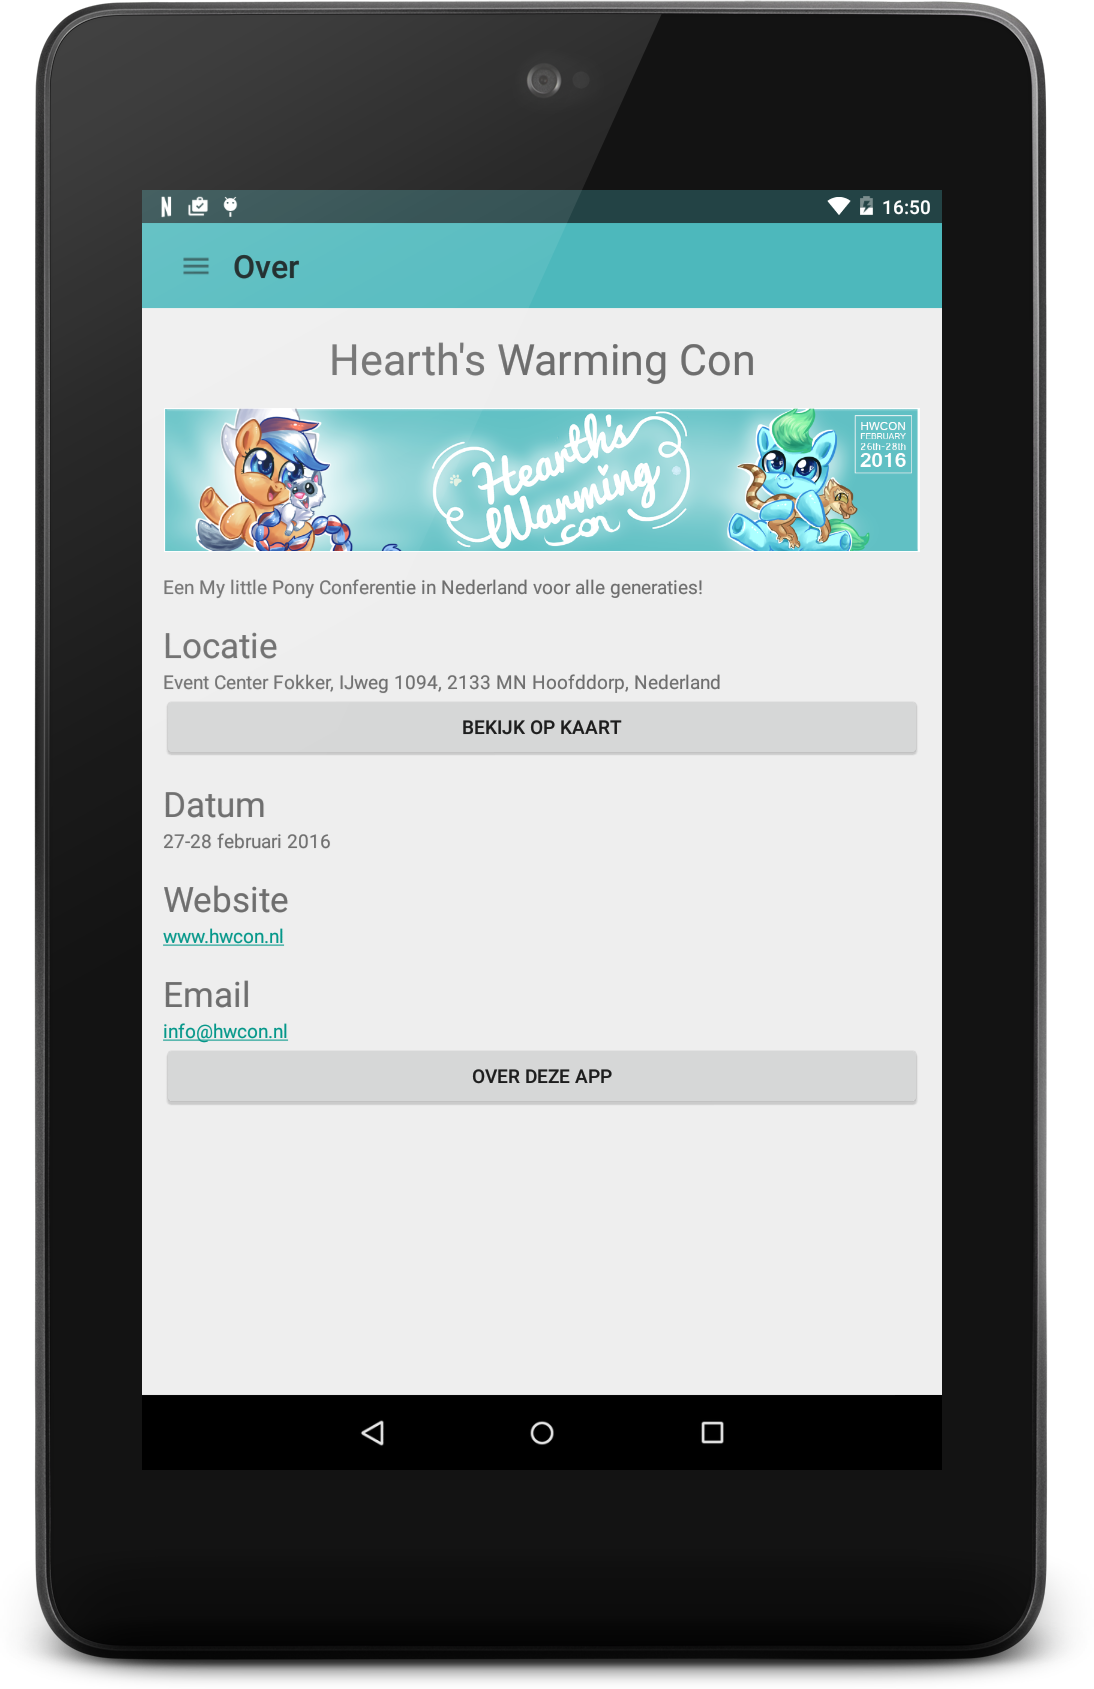 16:50
Over
Hearth's Warming Con
Hearth's
Warming
con
HWCON
FEBRUARY
26th-28th
2016
Een My little Pony Conferentie in Nederland voor alle generaties!
Locatie
Event Center Fokker, IJweg 1094, 2133 MN Hoofddorp, Nederland
BEKIJK OP KAART
Datum
27-28 februari 2016
Website
www.hwcon.nl
Email
info@hwcon.nl
OVER DEZE APP